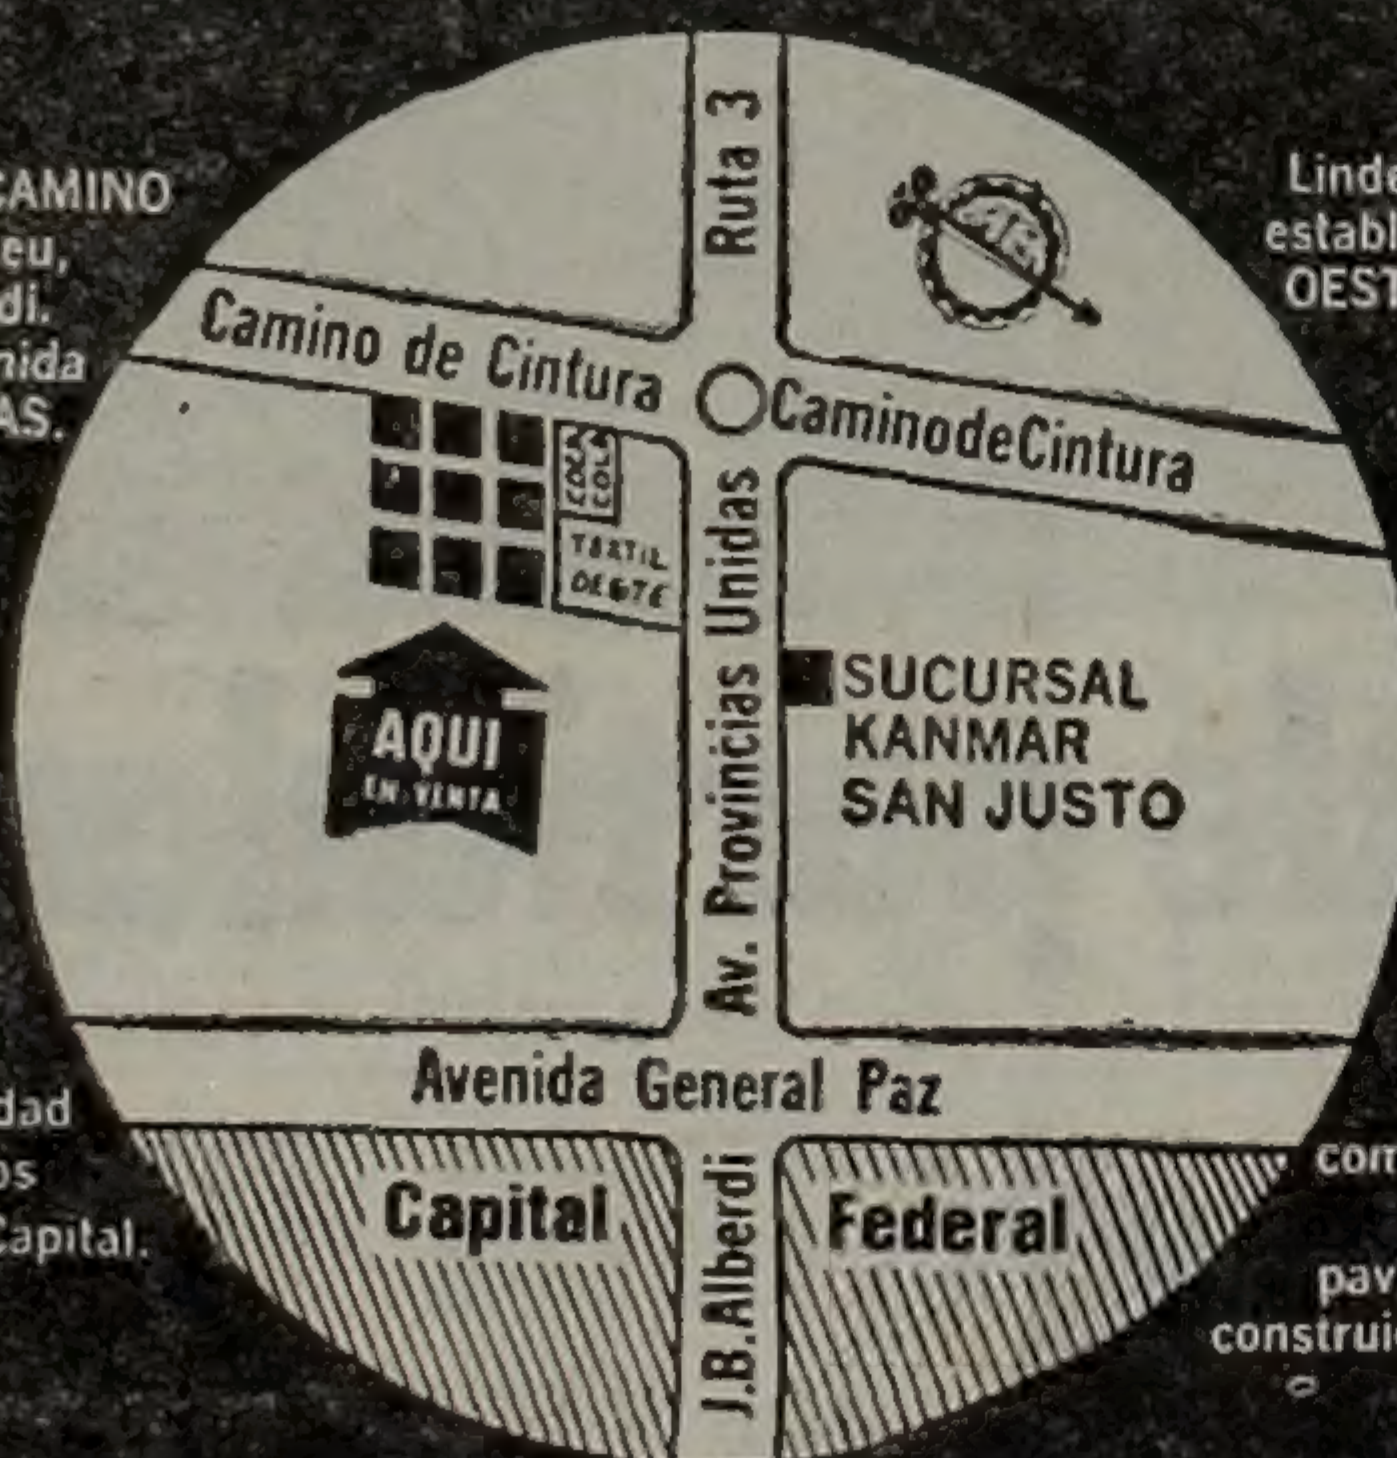 CAMINO
eu,
di.
nida
AS.
Linde
establ
OEST
Ruta 3
Camino de Cintura
CaminodeCintura
COCA
COLA
TEXTIL
OESTE
Av. Provincias Unidas
SUCURSAL
KANMAR
SAN JUSTO
AQUI
EN VENTA
Avenida General Paz
Capital
Federal
J.B.Alberdi
dad
os
Capital.
com
pav
construi